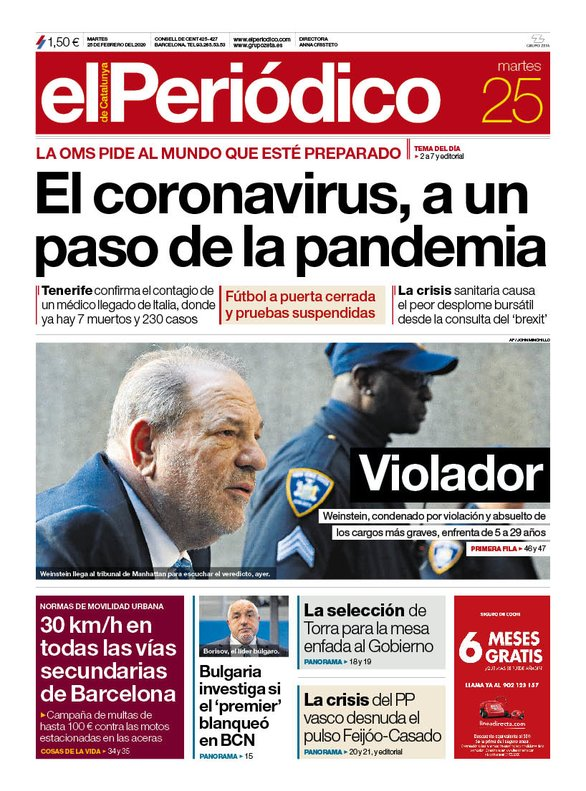 1,50 €
MARTES
25 DE FEBRERO DEL 2020
CONSELL DE CENT 425-427
BARCELONA, TEL 93.265.53.53
www.elperiodico.com
www.grupozeta.es
DIRECTORA
ANNA CRISTETO
GRUPO ZETA
el Periódico
de Catalunya
martes
25
LA OMS PIDE AL MUNDO QUE ESTÉ PREPARADO
TEMA DEL DÍA
▸ 2 a 7 y editorial
El coronavirus, a un
paso de la pandemia
Tenerife confirma el contagio de
un médico llegado de Italia, donde
ya hay 7 muertos y 230 casos
Fútbol a puerta cerrada
y pruebas suspendidas
La crisis sanitaria causa
el peor desplome bursátil
desde la consulta del ‘brexit’
AP / JOHN MINCHILLO
Violador
Weinstein, condenado por violación y absuelto de
los cargos más graves, enfrenta de 5 a 29 años
PRIMERA FILA ▸ 46 y 47
Weinstein llega al tribunal de Manhattan para escuchar el veredicto, ayer.
NORMAS DE MOVILIDAD URBANA
30 km/h en
todas las vías
secundarias
de Barcelona
▸ Campaña de multas de
hasta 100 € contra las motos
estacionadas en las aceras
COSAS DE LA VIDA ▸ 34 y 35
Borisov, el líder búlgaro.
Bulgaria
investiga si
el ‘premier’
blanqueó
en BCN
PANORAMA ▸ 15
La selección de
Torra para la mesa
enfada al Gobierno
PANORAMA ▸ 18 y 19
La crisis del PP
vasco desnuda el
pulso Feijóo-Casado
PANORAMA ▸ 20 y 21, y editorial
SEGURO DE COCHE
6 MESES
GRATIS
LLAMA YA AL 902 123 157
lineadirecta.com